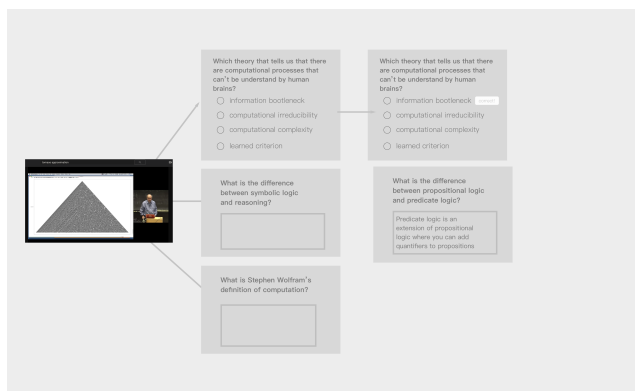 Which theory that tells us that there
are computational processes that
can't be understand by human
brains?
Information bootleneck
computational irreducibility
computational complexity
learned criterion
Which theory that tells us that there
are computational processes that
can't be understand by human
brains?
Information bootleneck
computational irreducibility
computational complexity
learned criterion
What is the difference
between symbolic logic
and reasoning?
What is the difference
between propositional logic
and predicate logic?
Predicate logic is an
extension of propositional
logic where you can add
quantifiers to propositions
What is Stephen Wolfram's
definition of computation?